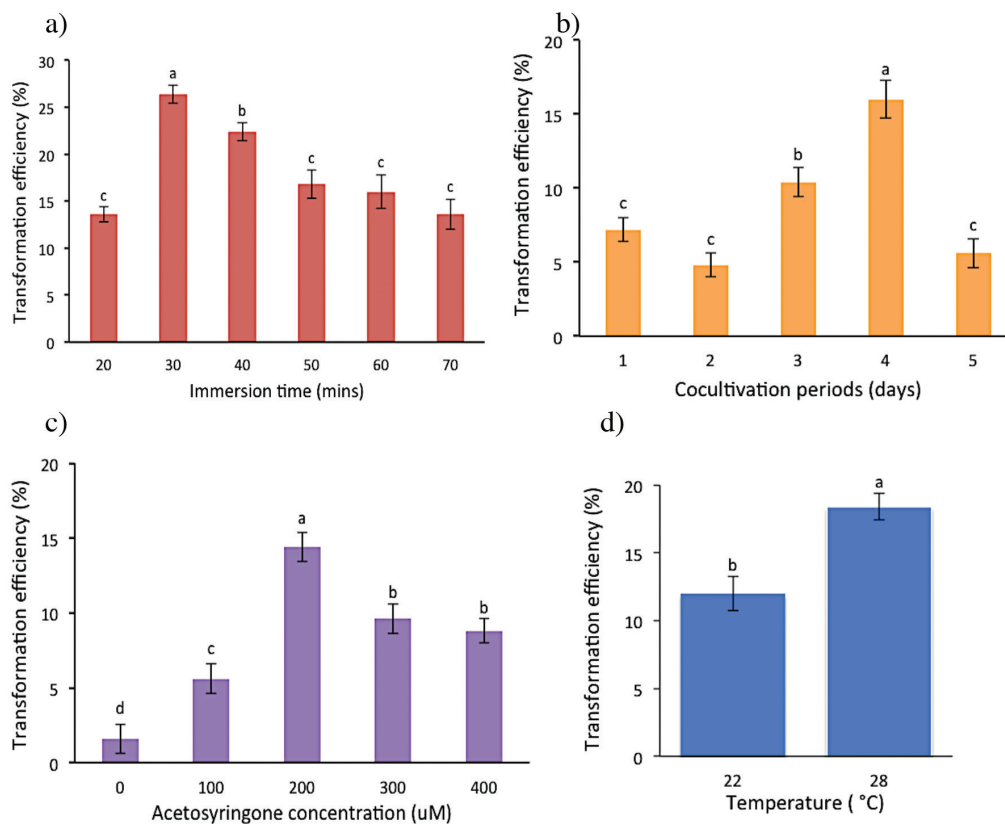 a)
Transformation efficiency (%)
30
25
20
15
10
5
0
a
b
c
c
c
c
20 30 40 50 60 70
Immersion time (mins)
b)
Transformation efficiency (%)
20
15
10
5
0
c
c
b
a
c
1 2 3 4 5
Cocultivation periods (days)
c)
Transformation efficiency (%)
20
15
10
5
0
d
c
a
b
b
0 100 200 300 400
Acetosyringone concentration (uM)
d)
Transformation efficiency (%)
20
15
10
5
0
b
a
22 28
Temperature ( °C)